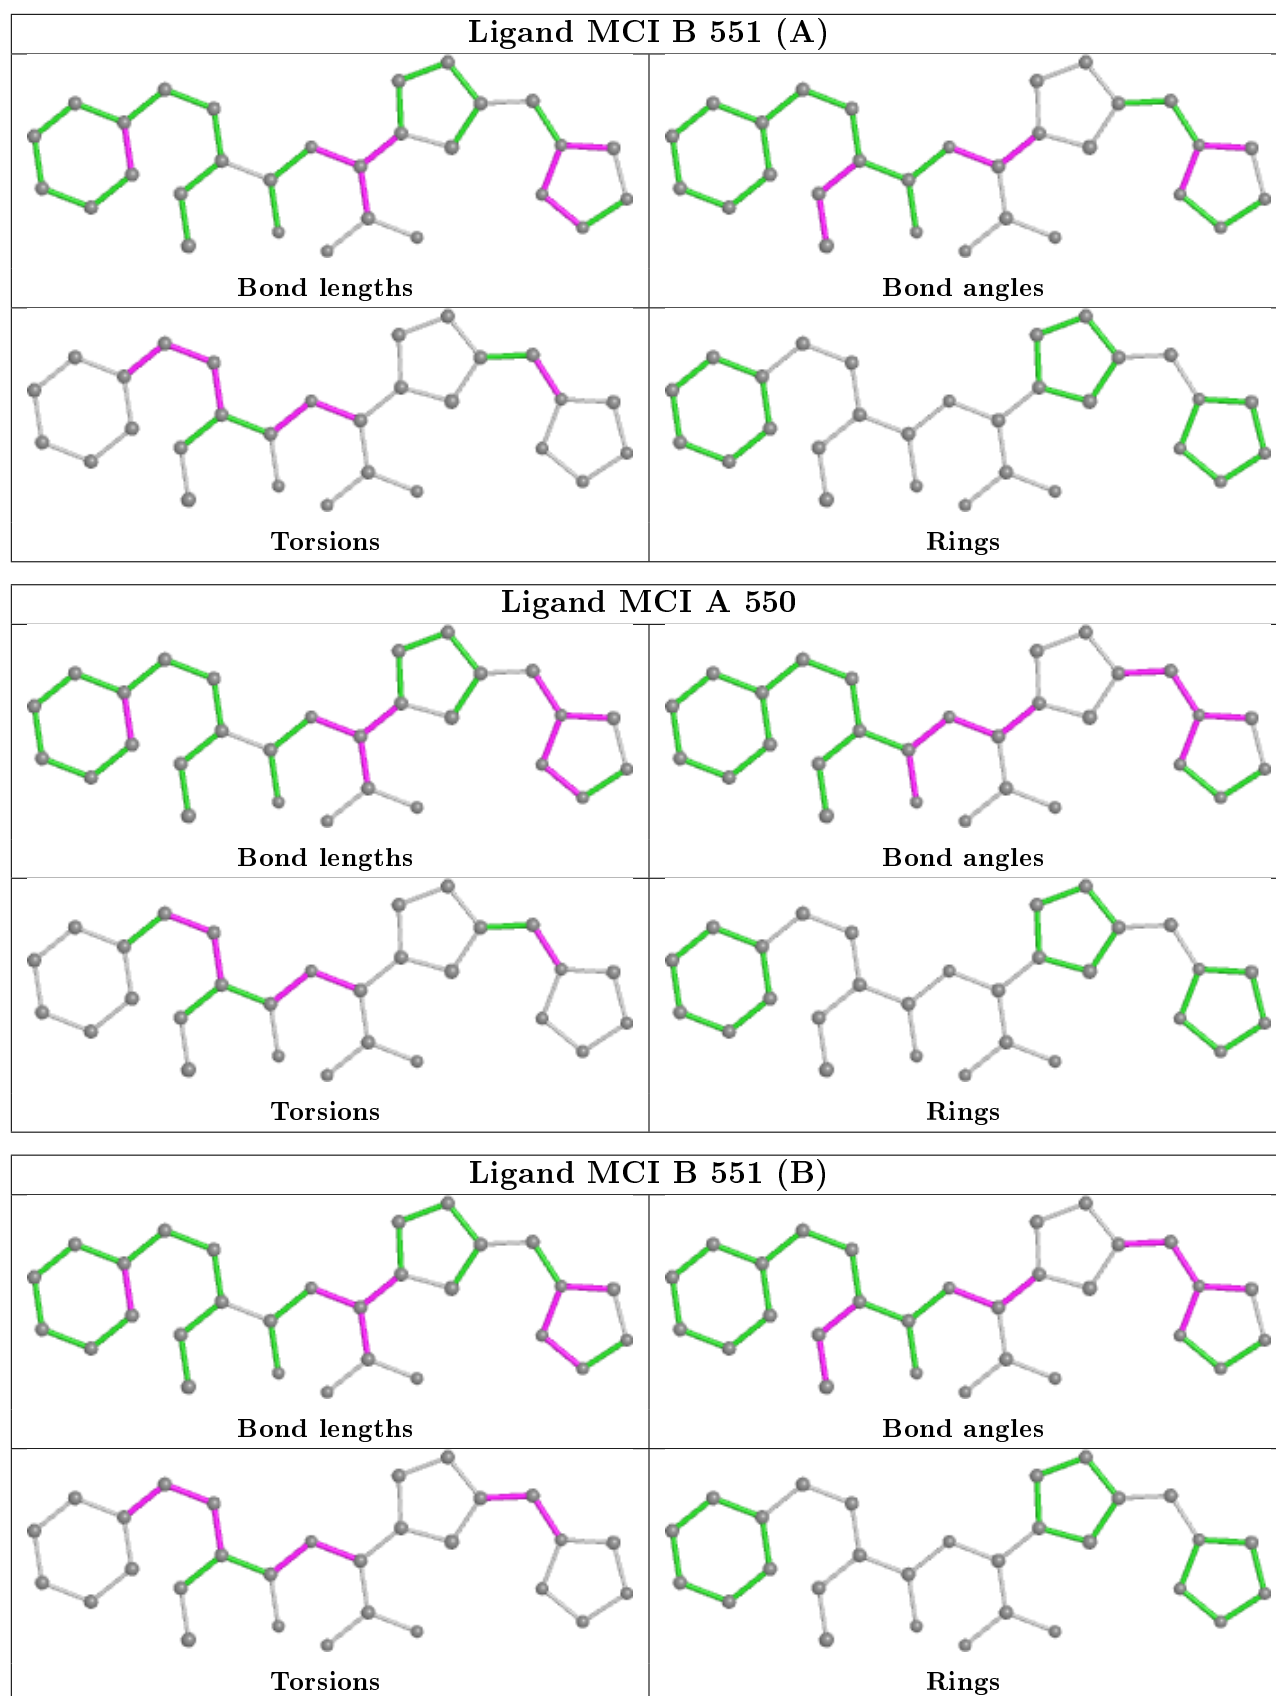 Ligand MCI B 551 (A)
Bond lengths
Bond angles
Torsions
Rings
Ligand MCI A 550
Bond lengths
Bond angles
Torsions
Rings
Ligand MCI B 551 (B)
Bond lengths
Bond angles
Torsions
Rings